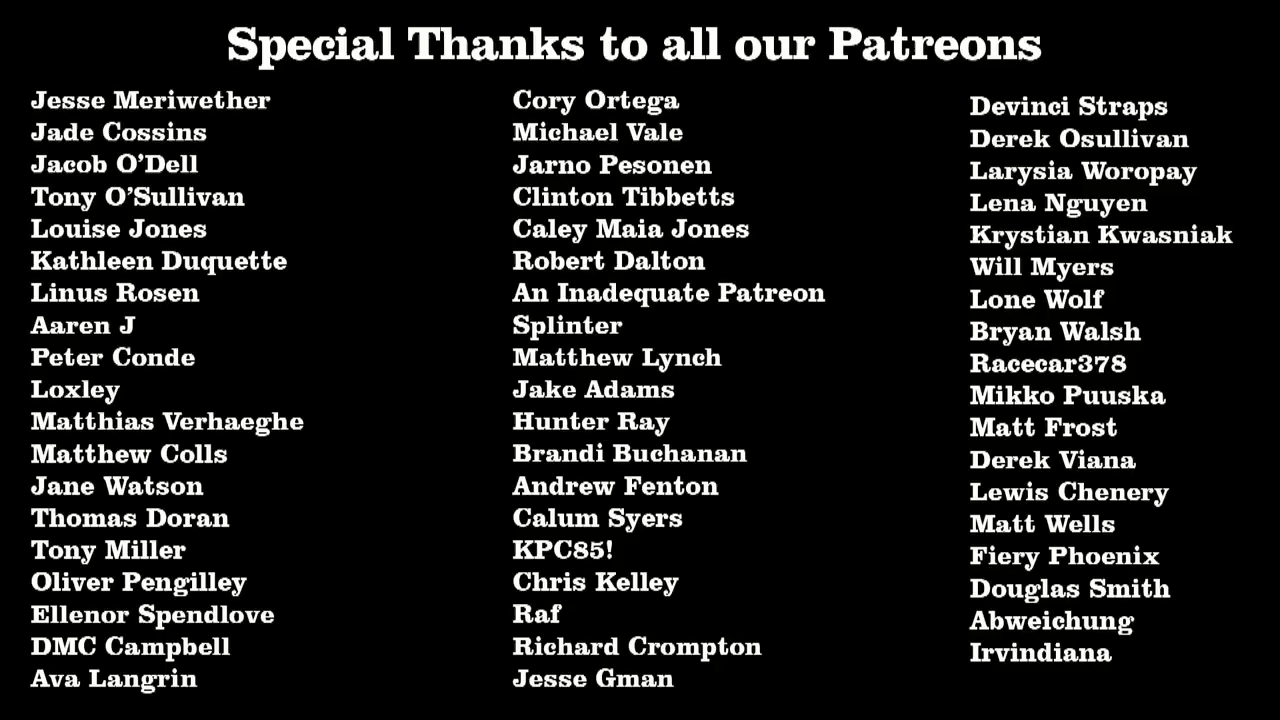 Special Thanks to all our Patreons
Jesse Meriwether
Jade Cossins
Jacob O'Dell
Tony O'Sullivan
Louise Jones
Kathleen Duquette
Linus Rosen
Aaren J
Peter Conde
Loxley
Matthias Verhaeghe
Matthew Colls
Jane Watson
Thomas Doran
Tony Miller
Oliver Pengilley
Ellenor Spendlove
DMC Campbell
Ava Langrin
Cory Ortega
Michael Vale
Jarno Pesonen
Clinton Tibbetts
Caley Maia Jones
Robert Dalton
An Inadequate Patreon
Splinter
Matthew Lynch
Jake Adams
Hunter Ray
Brandi Buchanan
Andrew Fenton
Calum Syers
KPC85!
Chris Kelley
Raf
Richard Crompton
Jesse Gman
Devinci Straps
Derek Osullivan
Larysia Woropay
Lena Nguyen
Krystian Kwasniak
Will Myers
Lone Wolf
Bryan Walsh
Racecar378
Mikko Puuska
Matt Frost
Derek Viana
Lewis Chenery
Matt Wells
Fiery Phoenix
Douglas Smith
Abweichung
Irvindiana